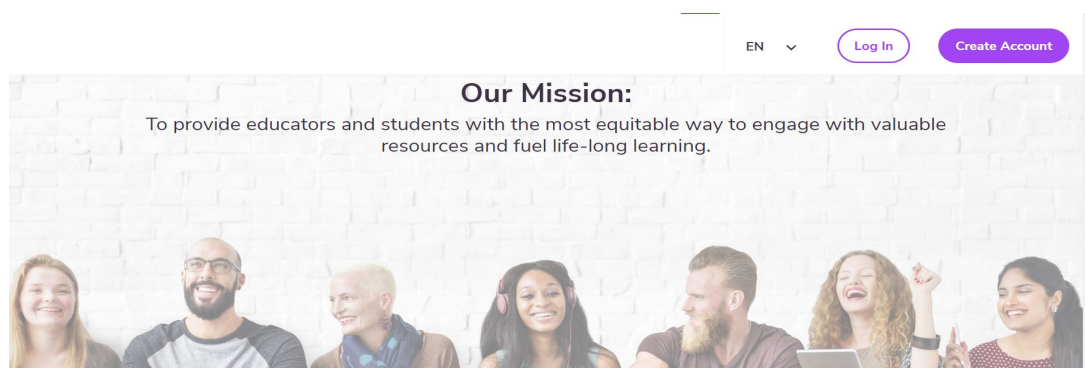 EN
Log In
Create Account
Our Mission:
To provide educators and students with the most equitable way to engage with valuable
resources and fuel life-long learning.